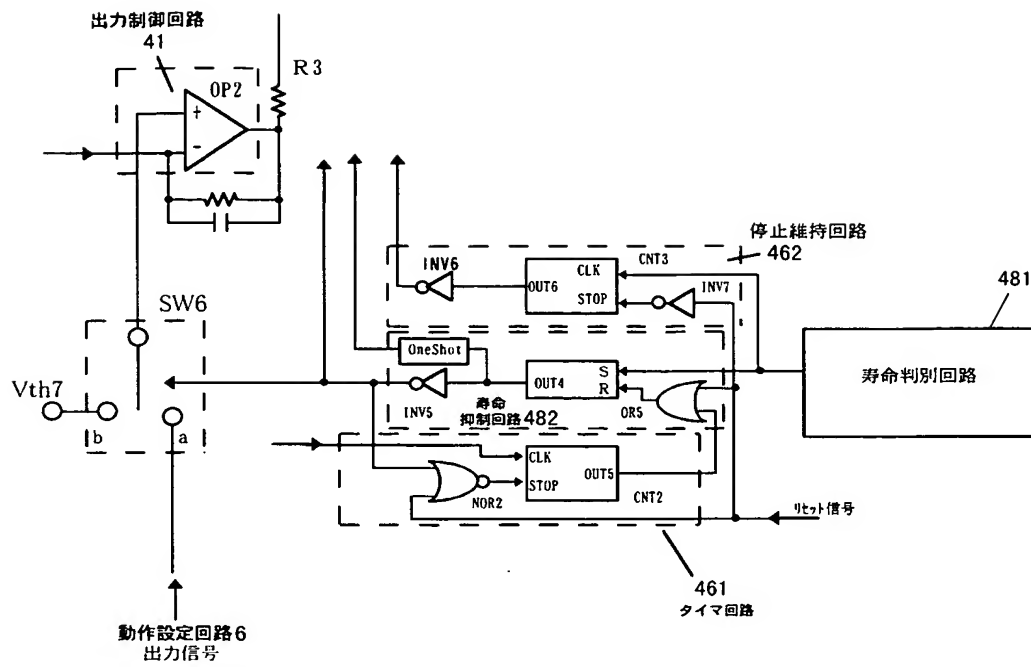 出力制御回路
41
OP2
R3
+
-
停止維持回路
462
INV6
CNT3
CLK
OUT6
STOP
INV7
481
SW6
OneShot
S
OUT4
R
寿命判別回路
Vth7
b
a
INV5
寿命
抑制回路482
OR5
CLK
OUT5
STOP
NOR2
CNT2
リセット信号
461
タイマ回路
動作設定回路6
出力信号